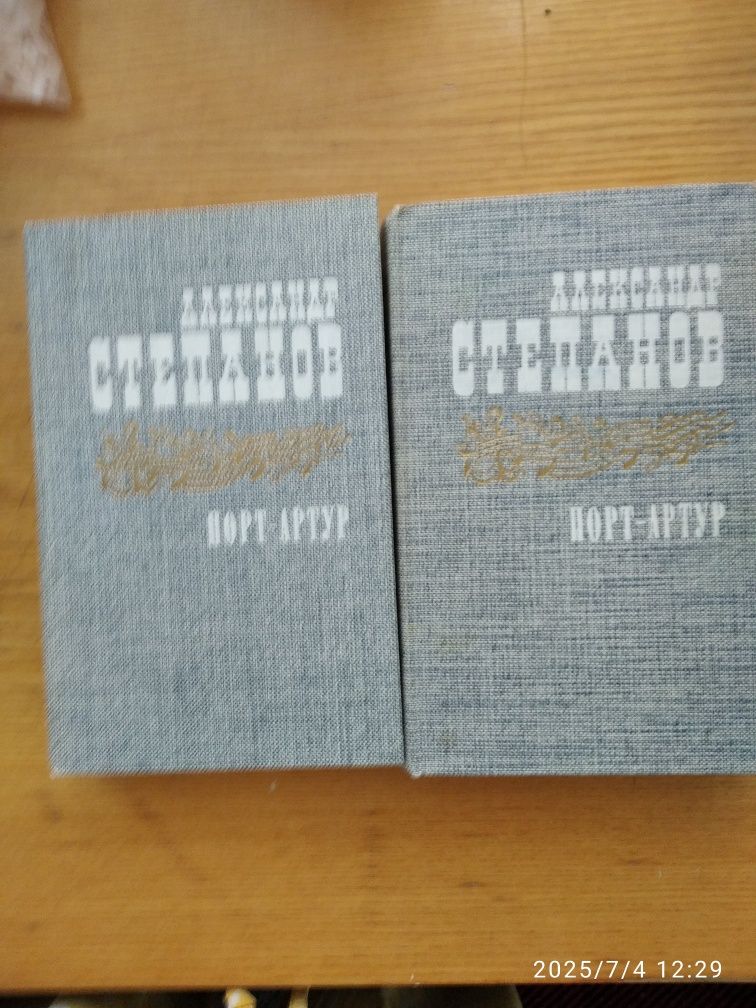 АЛЕКСАНДР
СТЕПАНОВ
ПОРТ-АРТУР
АЛЕКСАНДР
СТЕПАНОВ
ПОРТ-АРТУР
2025/7/4 12:29